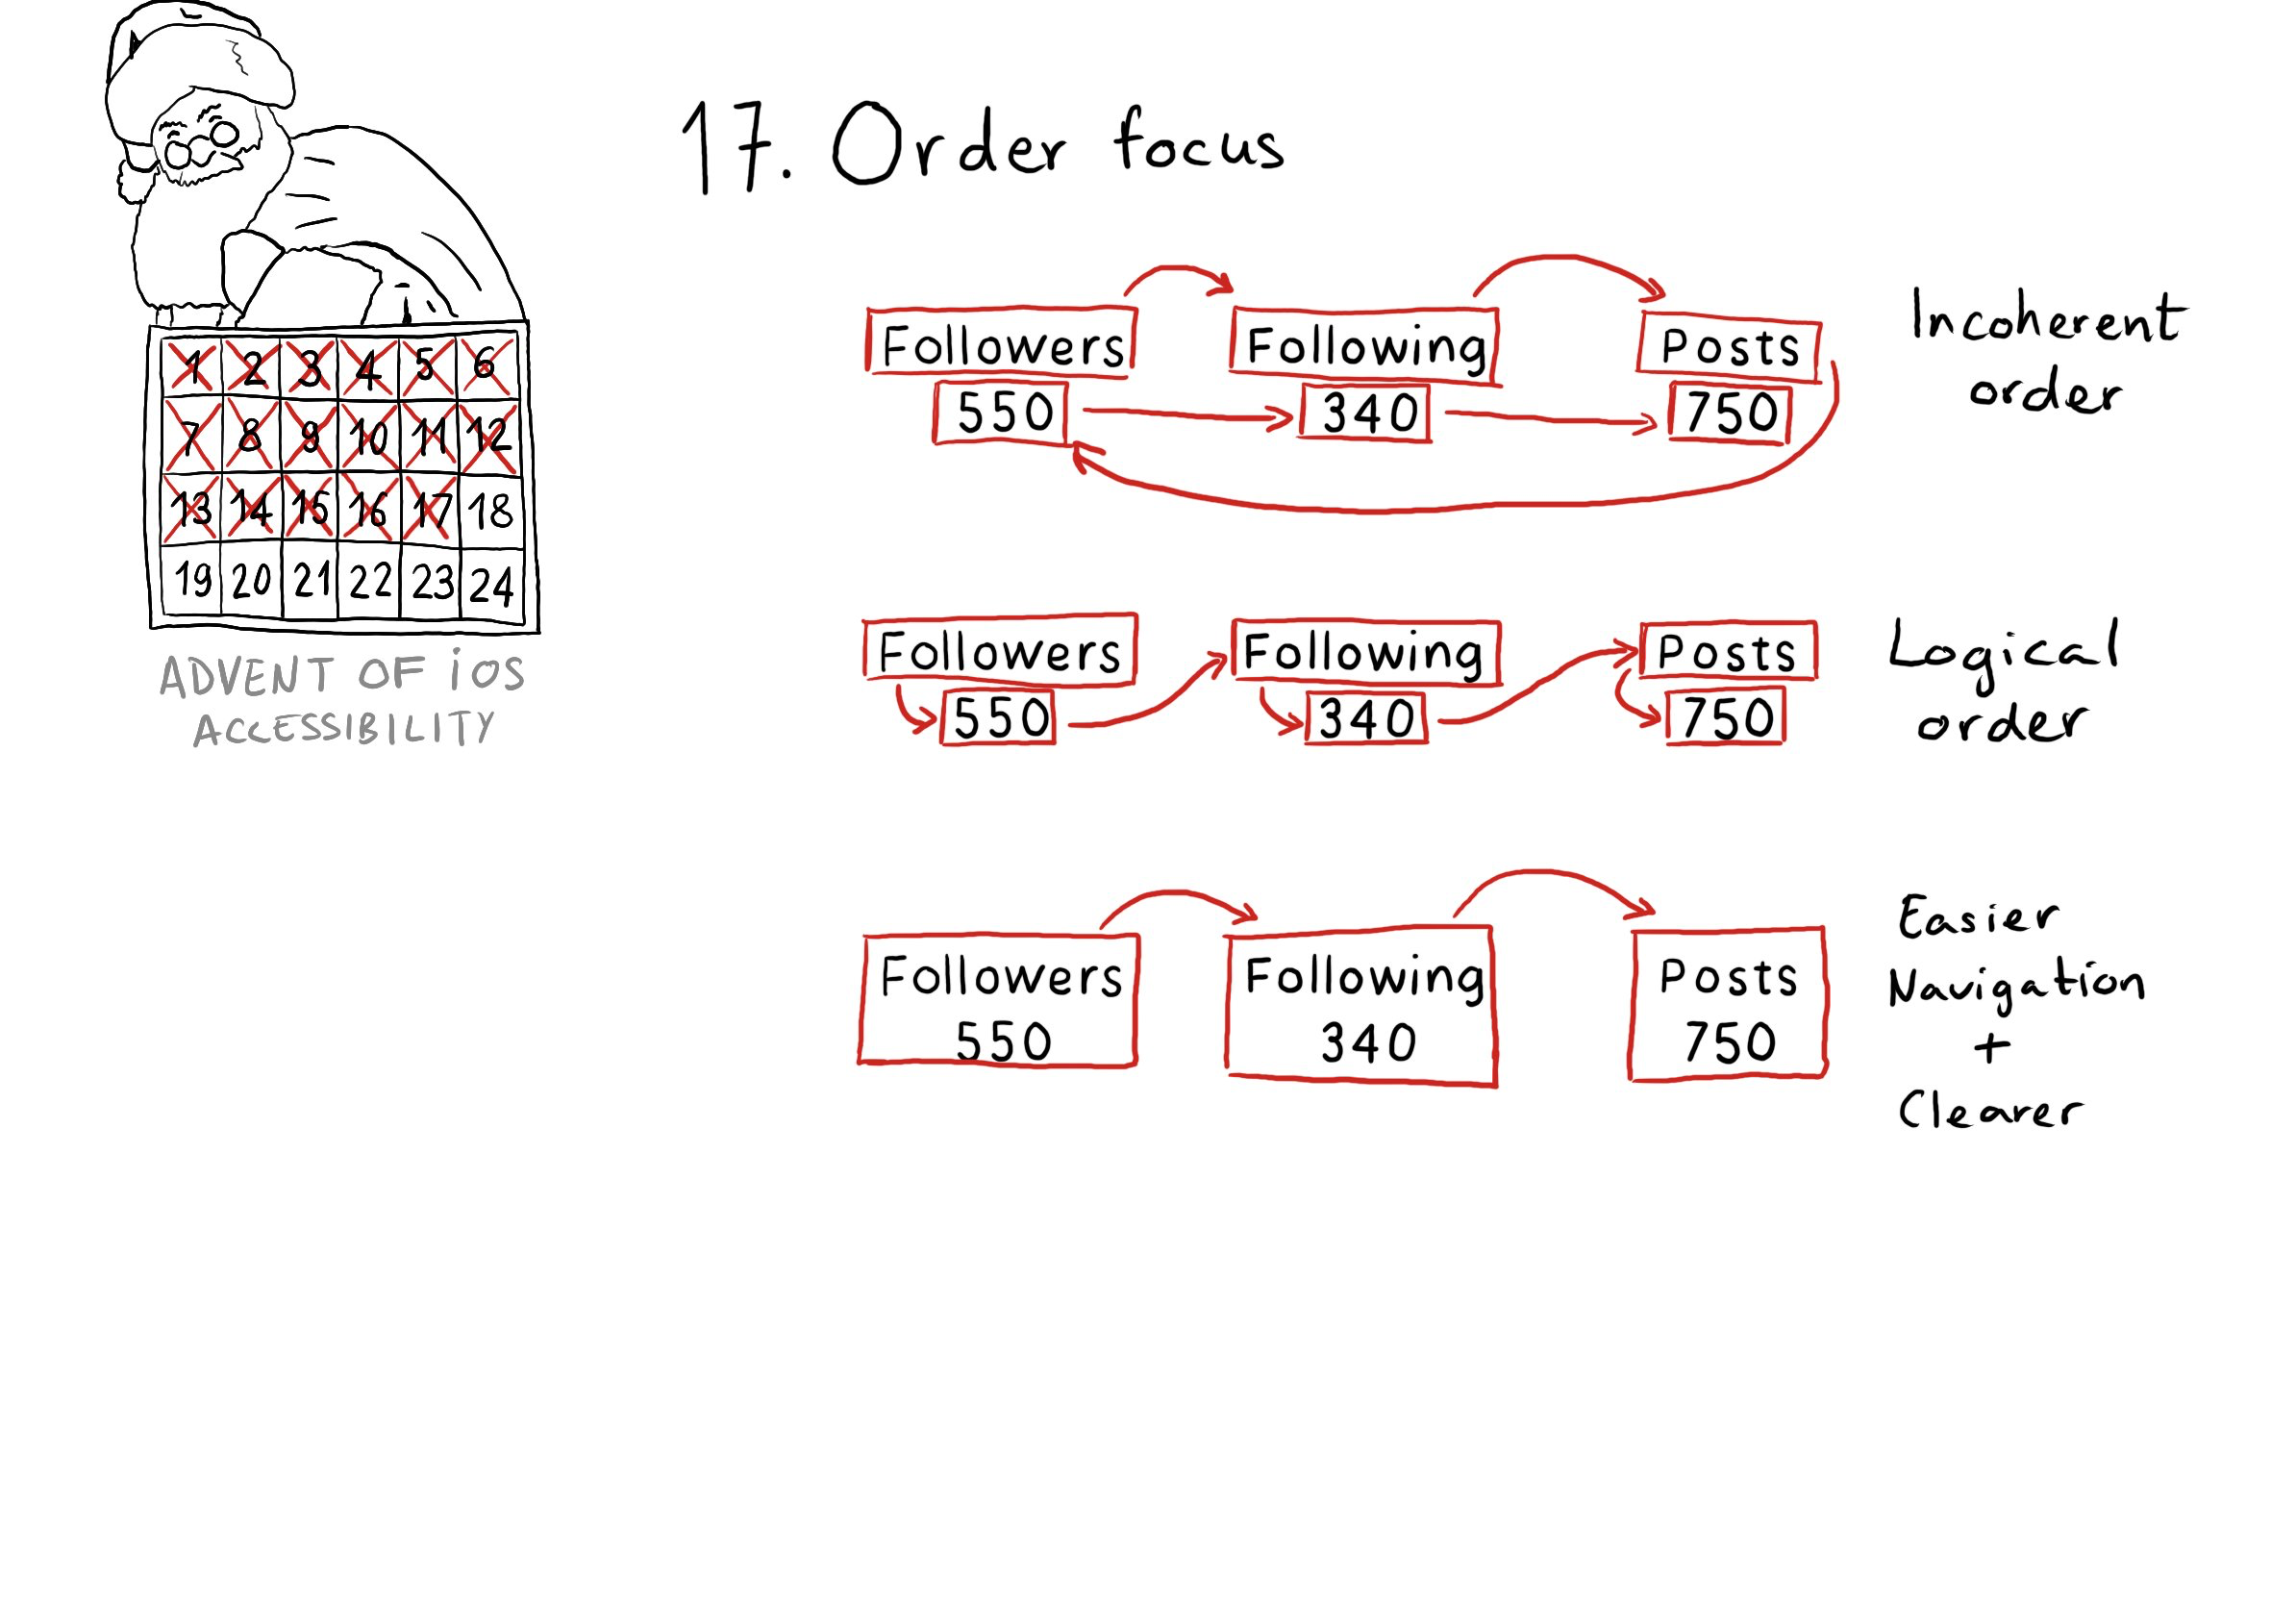 17. Order focus
1 2 3 4 5 6
7 8 9 10 11 12
13 14 15 16 17 18
19 20 21 22 23 24
ADVENT OF iOS
ACCESSIBILITY
Followers Following Posts
550 340 750
Incoherent
order
Followers Following Posts
550 340 750
Logical
order
Followers Following Posts
550 340 750
Easier
Navigation
+
Clearer